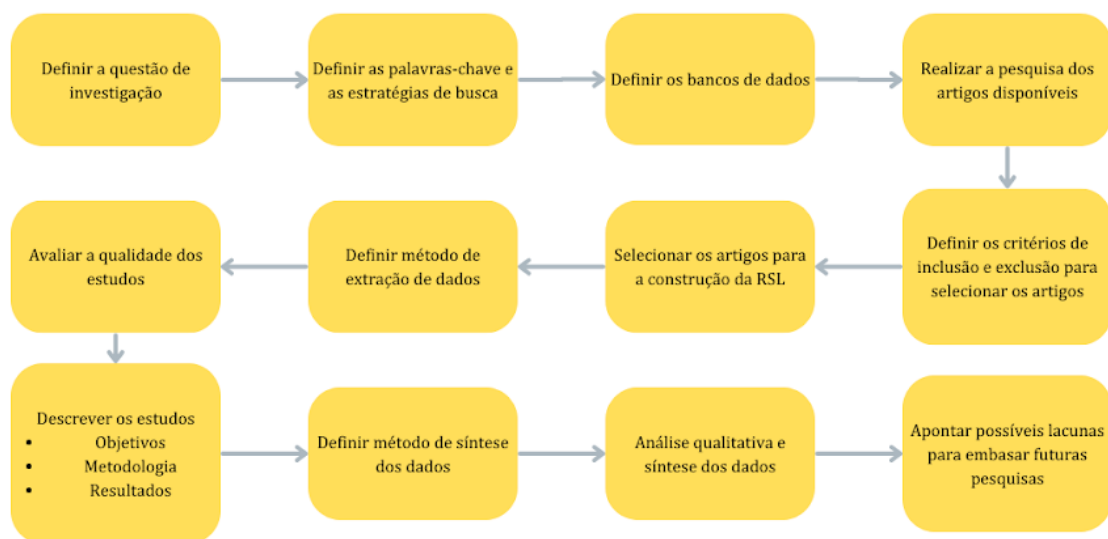 Definir a questão de
investigação
Definir as palavras-chave e
as estratégias de busca
Definir os bancos de dados
Realizar a pesquisa dos
artigos disponíveis
Definir os critérios de
inclusão e exclusão para
selecionar os artigos
Selecionar os artigos para
a construção da RSL
Definir método de
extração de dados
Avaliar a qualidade dos
estudos
Descrever os estudos
• Objetivos
• Metodologia
• Resultados
Definir método de síntese
dos dados
Análise qualitativa e
síntese dos dados
Apontar possíveis lacunas
para embasar futuras
pesquisas